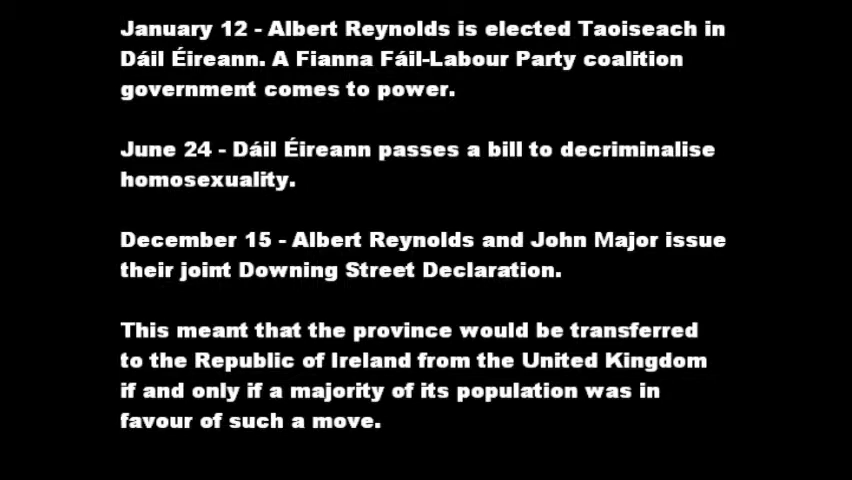 January 12 - Albert Reynolds is elected Taoiseach in
Dáil Éireann. A Fianna Fáil-Labour Party coalition
government comes to power.
June 24 - Dáil Éireann passes a bill to decriminalise
homosexuality.
December 15 - Albert Reynolds and John Major issue
their joint Downing Street Declaration.
This meant that the province would be transferred
to the Republic of Ireland from the United Kingdom
if and only if a majority of its population was in
favour of such a move.